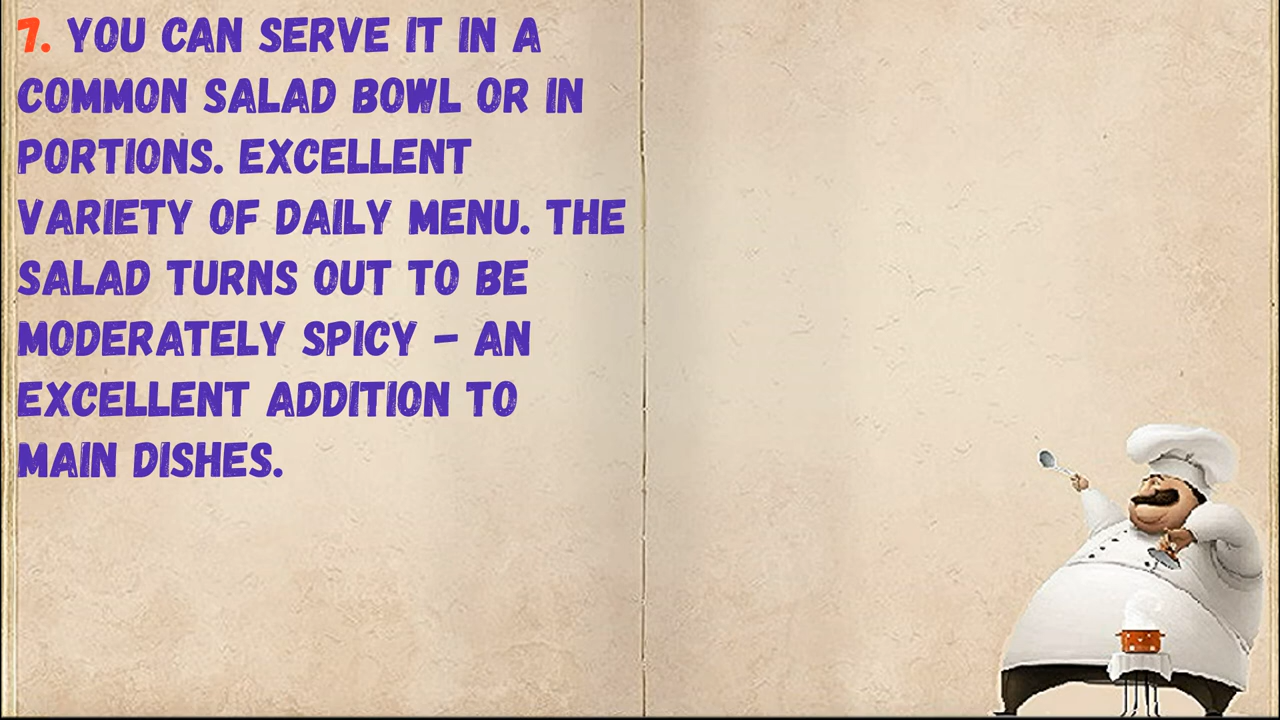 7. YOU CAN SERVE IT IN A
COMMON SALAD BOWL OR IN
PORTIONS. EXCELLENT
VARIETY OF DAILY MENU. THE
SALAD TURNS OUT TO BE
MODERATELY SPICY – AN
EXCELLENT ADDITION TO
MAIN DISHES.